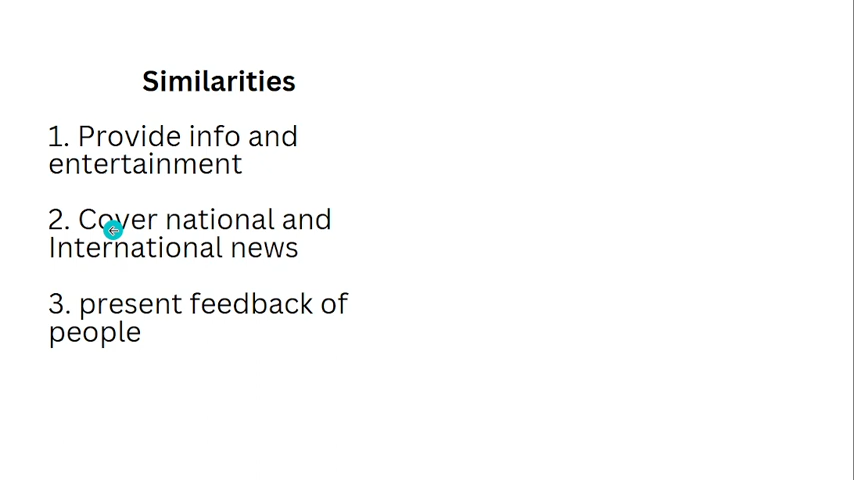 Similarities
1. Provide info and
entertainment
2. Cover national and
International news
3. present feedback of
people